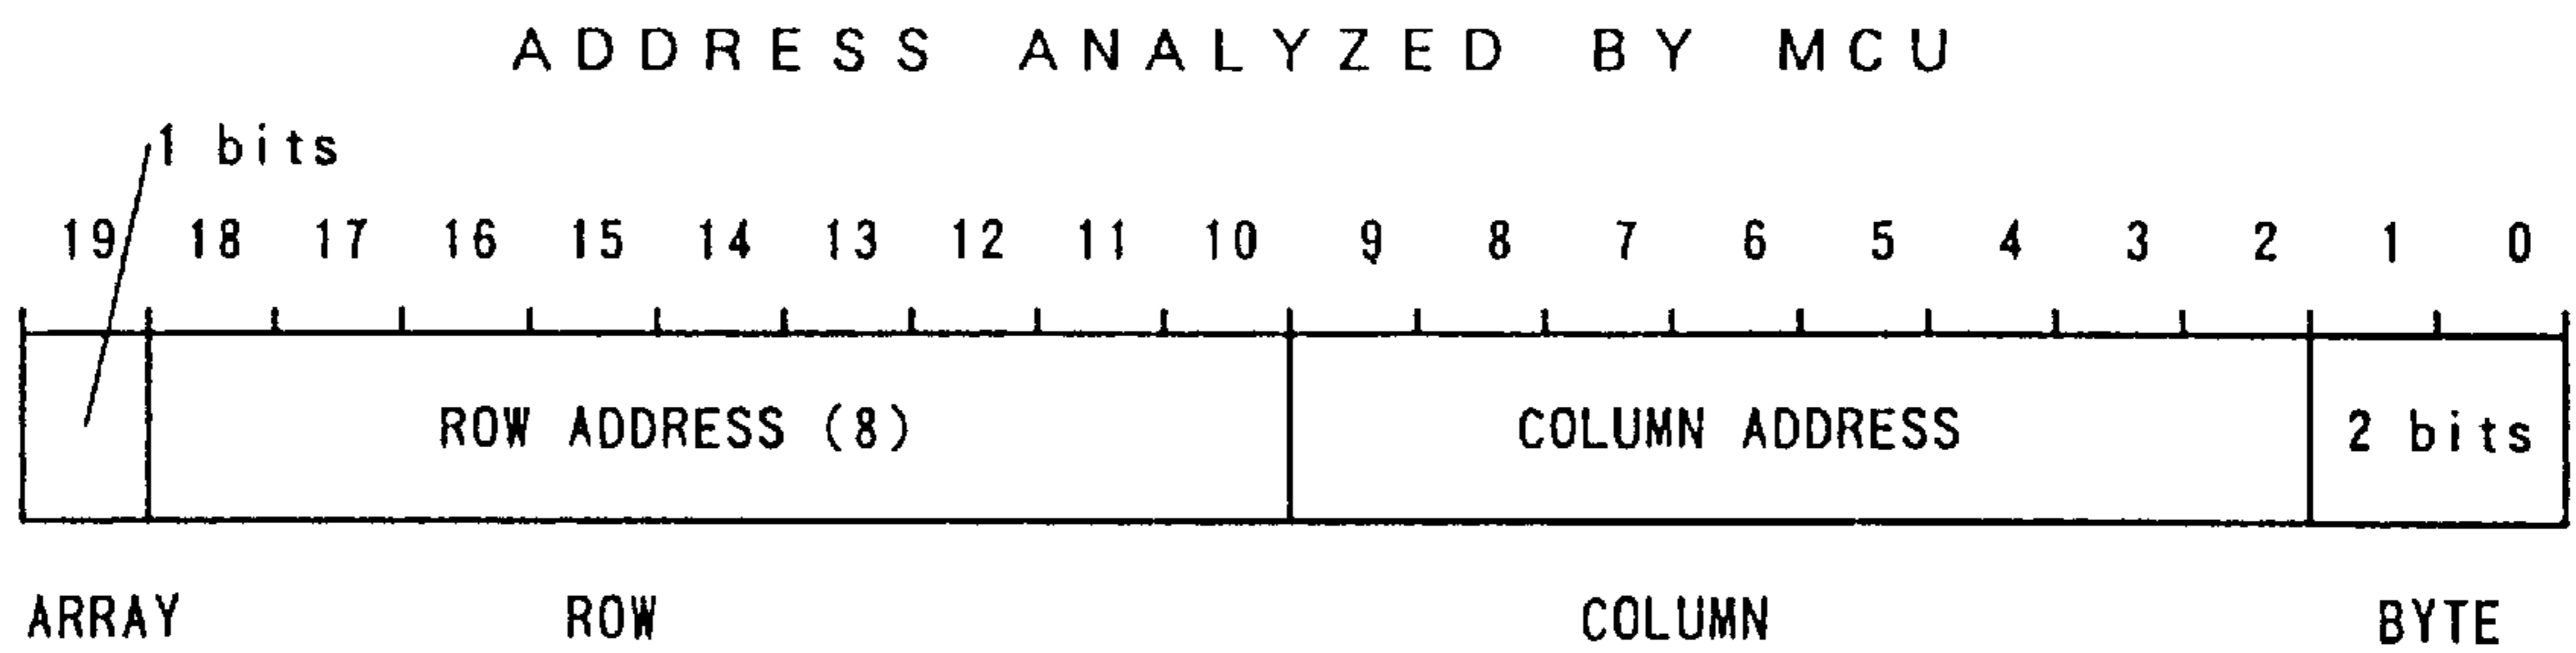 ADDRESS ANALYZED BY MCU
1 bits
19 18 17 16 15 14 13 12 11 10 9 8 7 6 5 4 3 2 1 0
ROW ADDRESS (8) COLUMN ADDRESS 2 bits
ARRAY ROW COLUMN BYTE